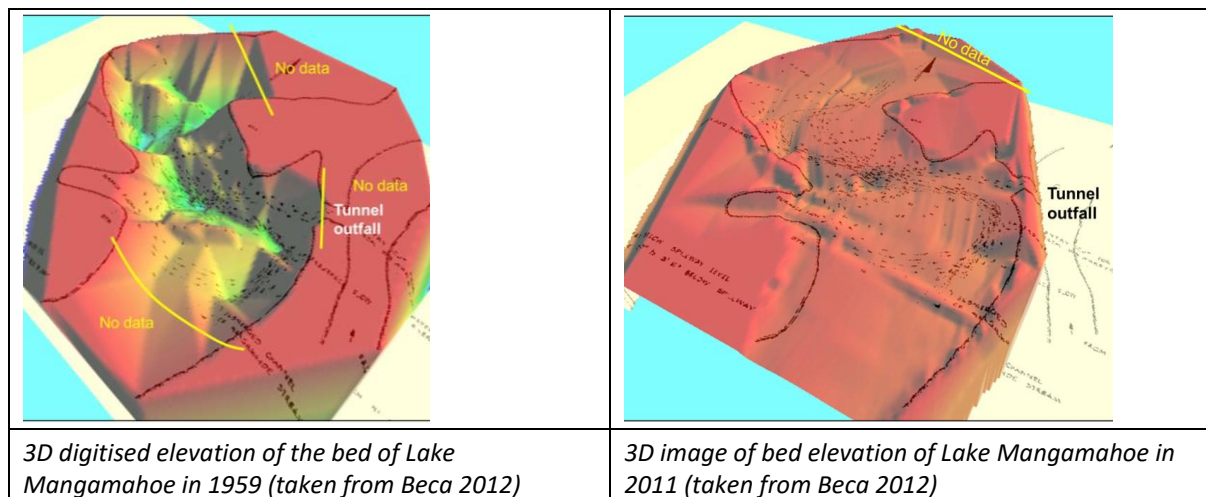 No data
No data
Tunnel
outfall
No data
3D digitised elevation of the bed of Lake
Mangamahoe in 1959 (taken from Beca 2012)
No data
Tunnel
outfall
3D image of bed elevation of Lake Mangamahoe in
2011 (taken from Beca 2012)